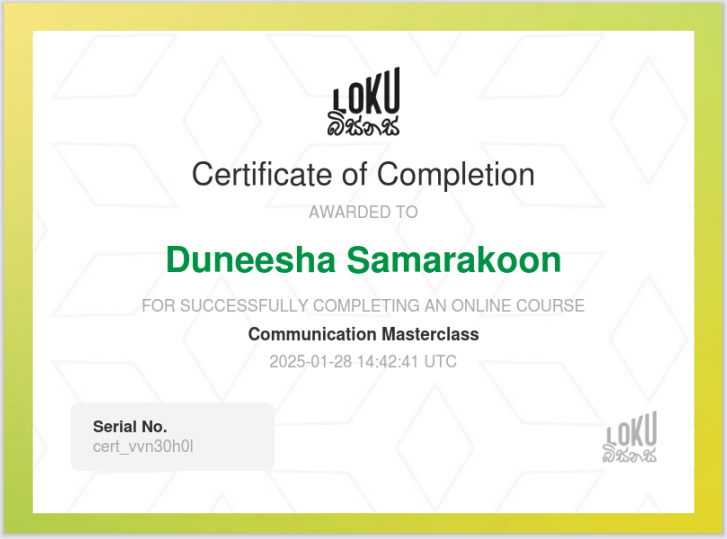 LOKU
බිස්නස්
Certificate of Completion
AWARDED TO
Duneesha Samarakoon
FOR SUCCESSFULLY COMPLETING AN ONLINE COURSE
Communication Masterclass
2025-01-28 14:42:41 UTC
Serial No.
cert_vvn30h0l
LOKU
බිස්නස්